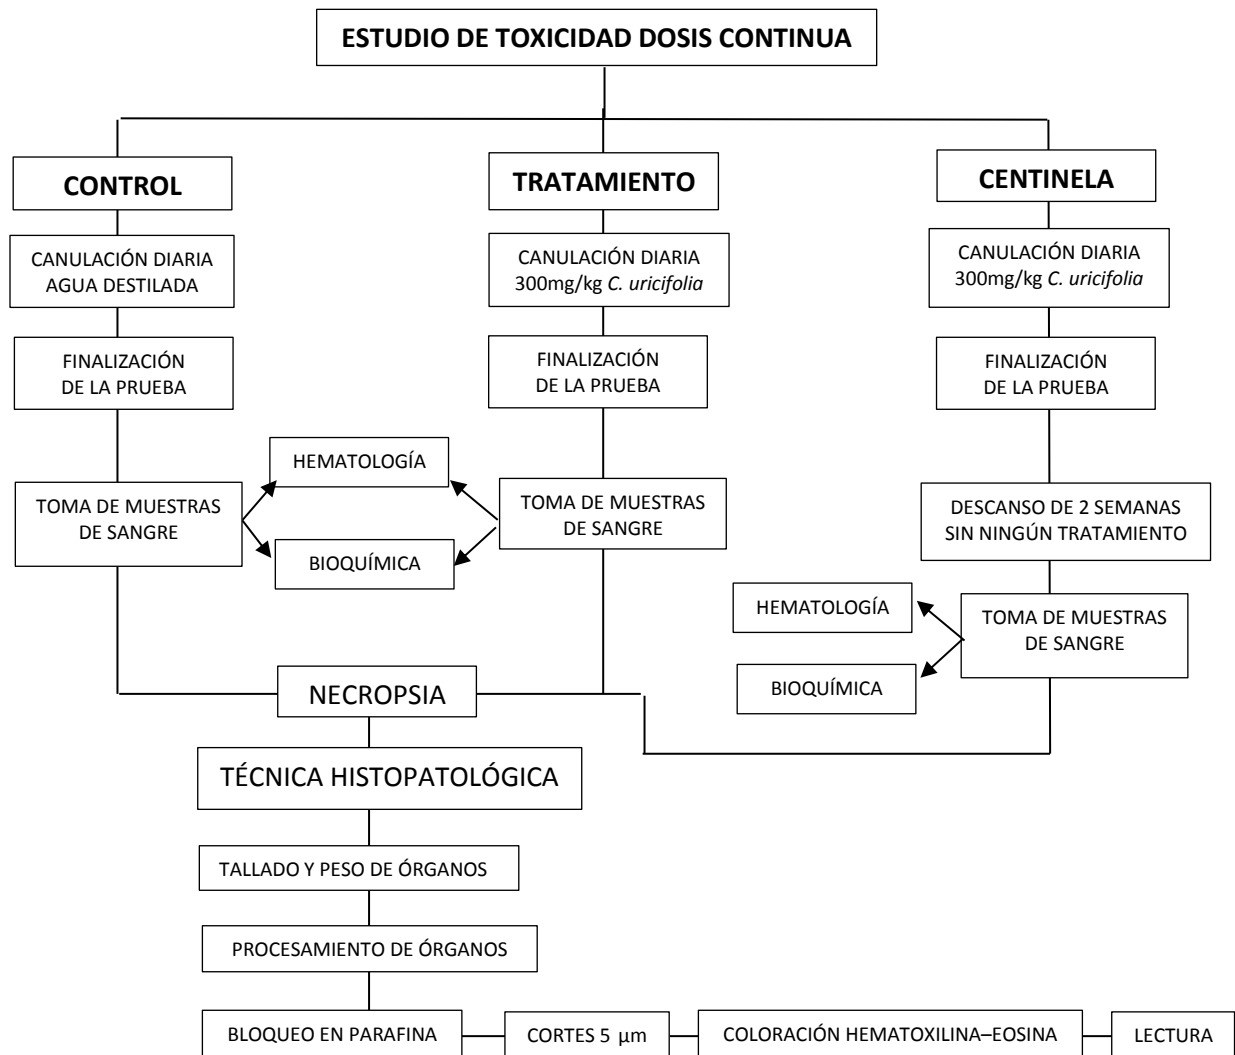 ESTUDIO DE TOXICIDAD DOSIS CONTINUA
CONTROL
TRATAMIENTO
CENTINELA
CANULACIÓN DIARIA
AGUA DESTILADA
CANULACIÓN DIARIA
300mg/kg C. uricifolia
CANULACIÓN DIARIA
300mg/kg C. uricifolia
FINALIZACIÓN
DE LA PRUEBA
FINALIZACIÓN
DE LA PRUEBA
FINALIZACIÓN
DE LA PRUEBA
TOMA DE MUESTRAS
DE SANGRE
HEMATOLOGÍA
BIOQUÍMICA
TOMA DE MUESTRAS
DE SANGRE
DESCANSO DE 2 SEMANAS
SIN NINGÚN TRATAMIENTO
HEMATOLOGÍA
BIOQUÍMICA
TOMA DE MUESTRAS
DE SANGRE
NECROPSIA
TÉCNICA HISTOPATOLÓGICA
TALLADO Y PESO DE ÓRGANOS
PROCESAMIENTO DE ÓRGANOS
BLOQUEO EN PARAFINA
CORTES 5 µm
COLORACIÓN HEMATOXILINA–EOSINA
LECTURA